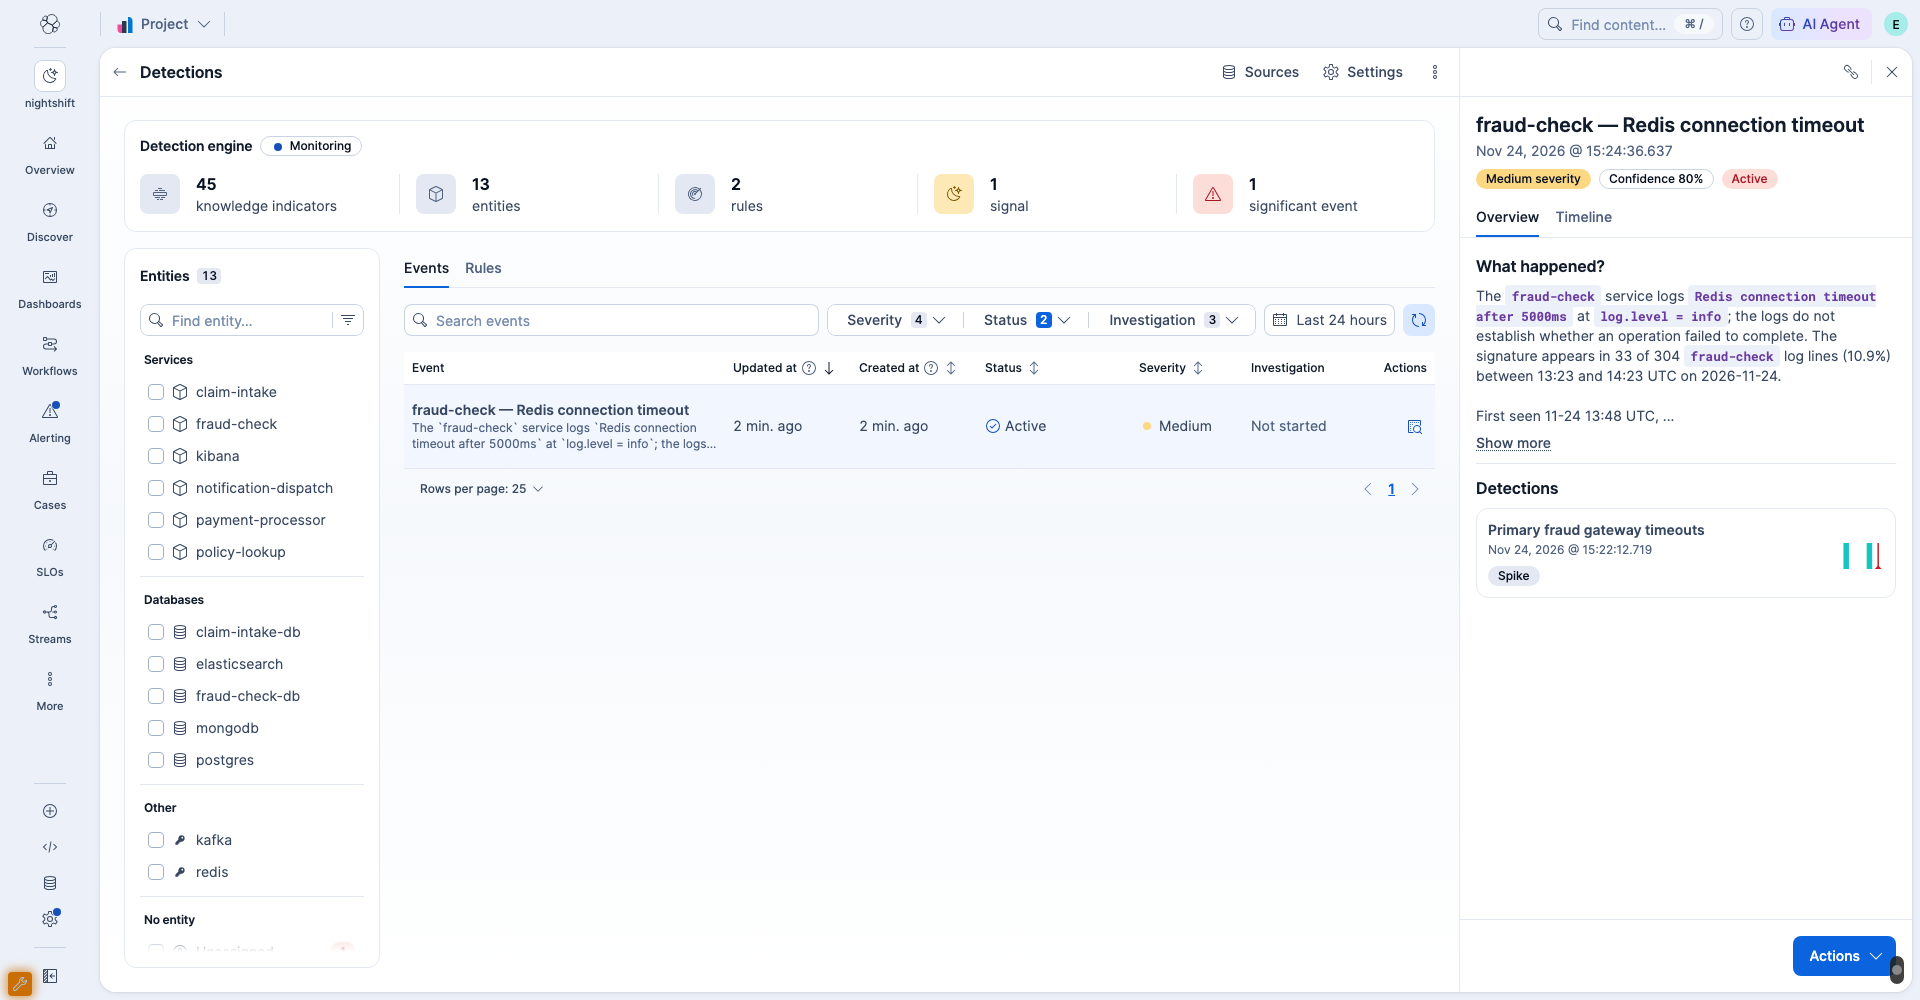 Project
Find content...
⌘ /
AI Agent
E
nightshift
Overview
Discover
Dashboards
Workflows
Alerting
Cases
SLOs
Streams
More
Detections
Sources
Settings
Detection engine
Monitoring
45
knowledge indicators
13
entities
2
rules
1
signal
1
significant event
Entities 13
Find entity...
Services
claim-intake
fraud-check
kibana
notification-dispatch
payment-processor
policy-lookup
Databases
claim-intake-db
elasticsearch
fraud-check-db
mongodb
postgres
Other
kafka
redis
No entity
Events
Rules
Search events
Severity 4
Status 2
Investigation 3
Last 24 hours
Event
Updated at
Created at
Status
Severity
Investigation
Actions
fraud-check — Redis connection timeout
The `fraud-check` service logs `Redis connection
timeout after 5000ms` at `log.level = info`; the logs...
2 min. ago
2 min. ago
Active
Medium
Not started
Rows per page: 25
1
fraud-check — Redis connection timeout
Nov 24, 2026 @ 15:24:36.637
Medium severity
Confidence 80%
Active
Overview
Timeline
What happened?
The fraud-check service logs Redis connection timeout
after 5000ms at log.level = info ; the logs do not
establish whether an operation failed to complete. The
signature appears in 33 of 304 fraud-check log lines (10.9%)
between 13:23 and 14:23 UTC on 2026-11-24.
First seen 11-24 13:48 UTC, ...
Show more
Detections
Primary fraud gateway timeouts
Nov 24, 2026 @ 15:22:12.719
Spike
Actions